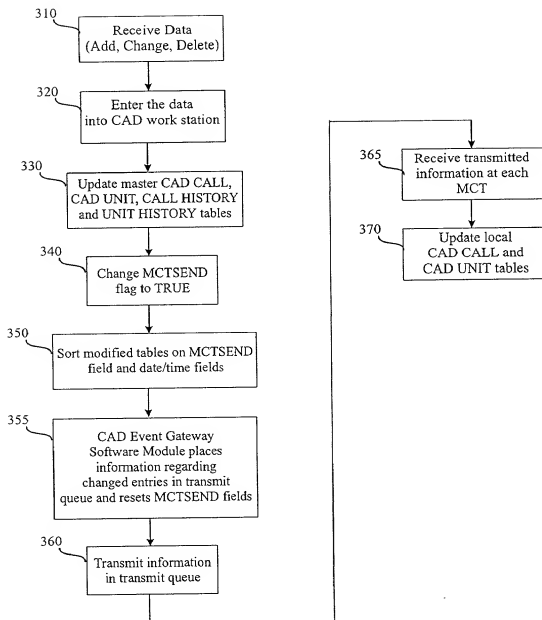 310
Receive Data
(Add, Change, Delete)
320
Enter the data
into CAD work station
330
Update master CAD CALL,
CAD UNIT, CALL HISTORY
and UNIT HISTORY tables
340
Change MCTSEND
flag to TRUE
350
Sort modified tables on MCTSEND
field and date/time fields
355
CAD Event Gateway
Software Module places
information regarding
changed entries in transmit
queue and resets MCTSEND fields
360
Transmit information
in transmit queue
365
Receive transmitted
information at each
MCT
370
Update local
CAD CALL and
CAD UNIT tables